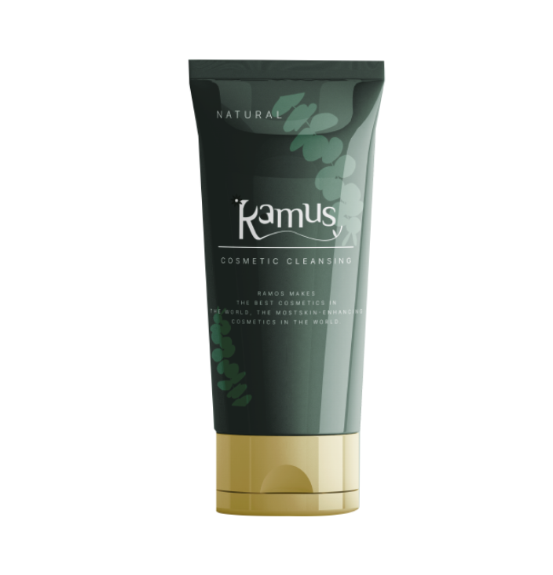 NATURAL
Kamus
COSMETIC CLEANSING
RAMOS MAKES
THE BEST COSMETICS IN
THE WORLD, THE MOSTSKIN-ENHANCING
COSMETICS IN THE WORLD